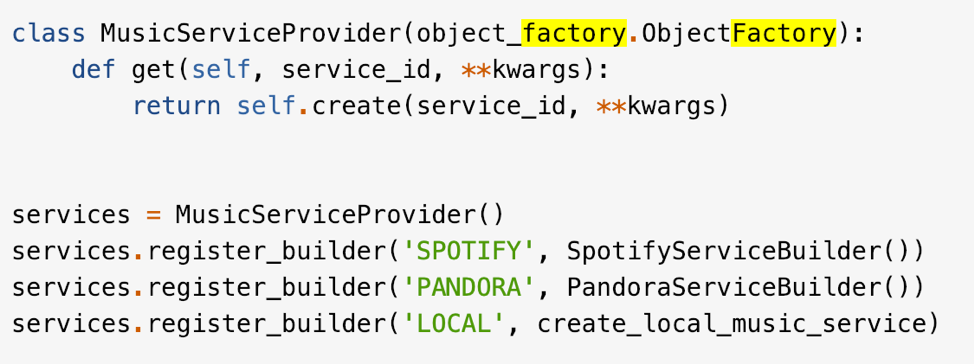 class MusicServiceProvider(object_factory.ObjectFactory):
    def get(self, service_id, **kwargs):
        return self.create(service_id, **kwargs)
services = MusicServiceProvider()
services.register_builder('SPOTIFY', SpotifyServiceBuilder())
services.register_builder('PANDORA', PandoraServiceBuilder())
services.register_builder('LOCAL', create_local_music_service)